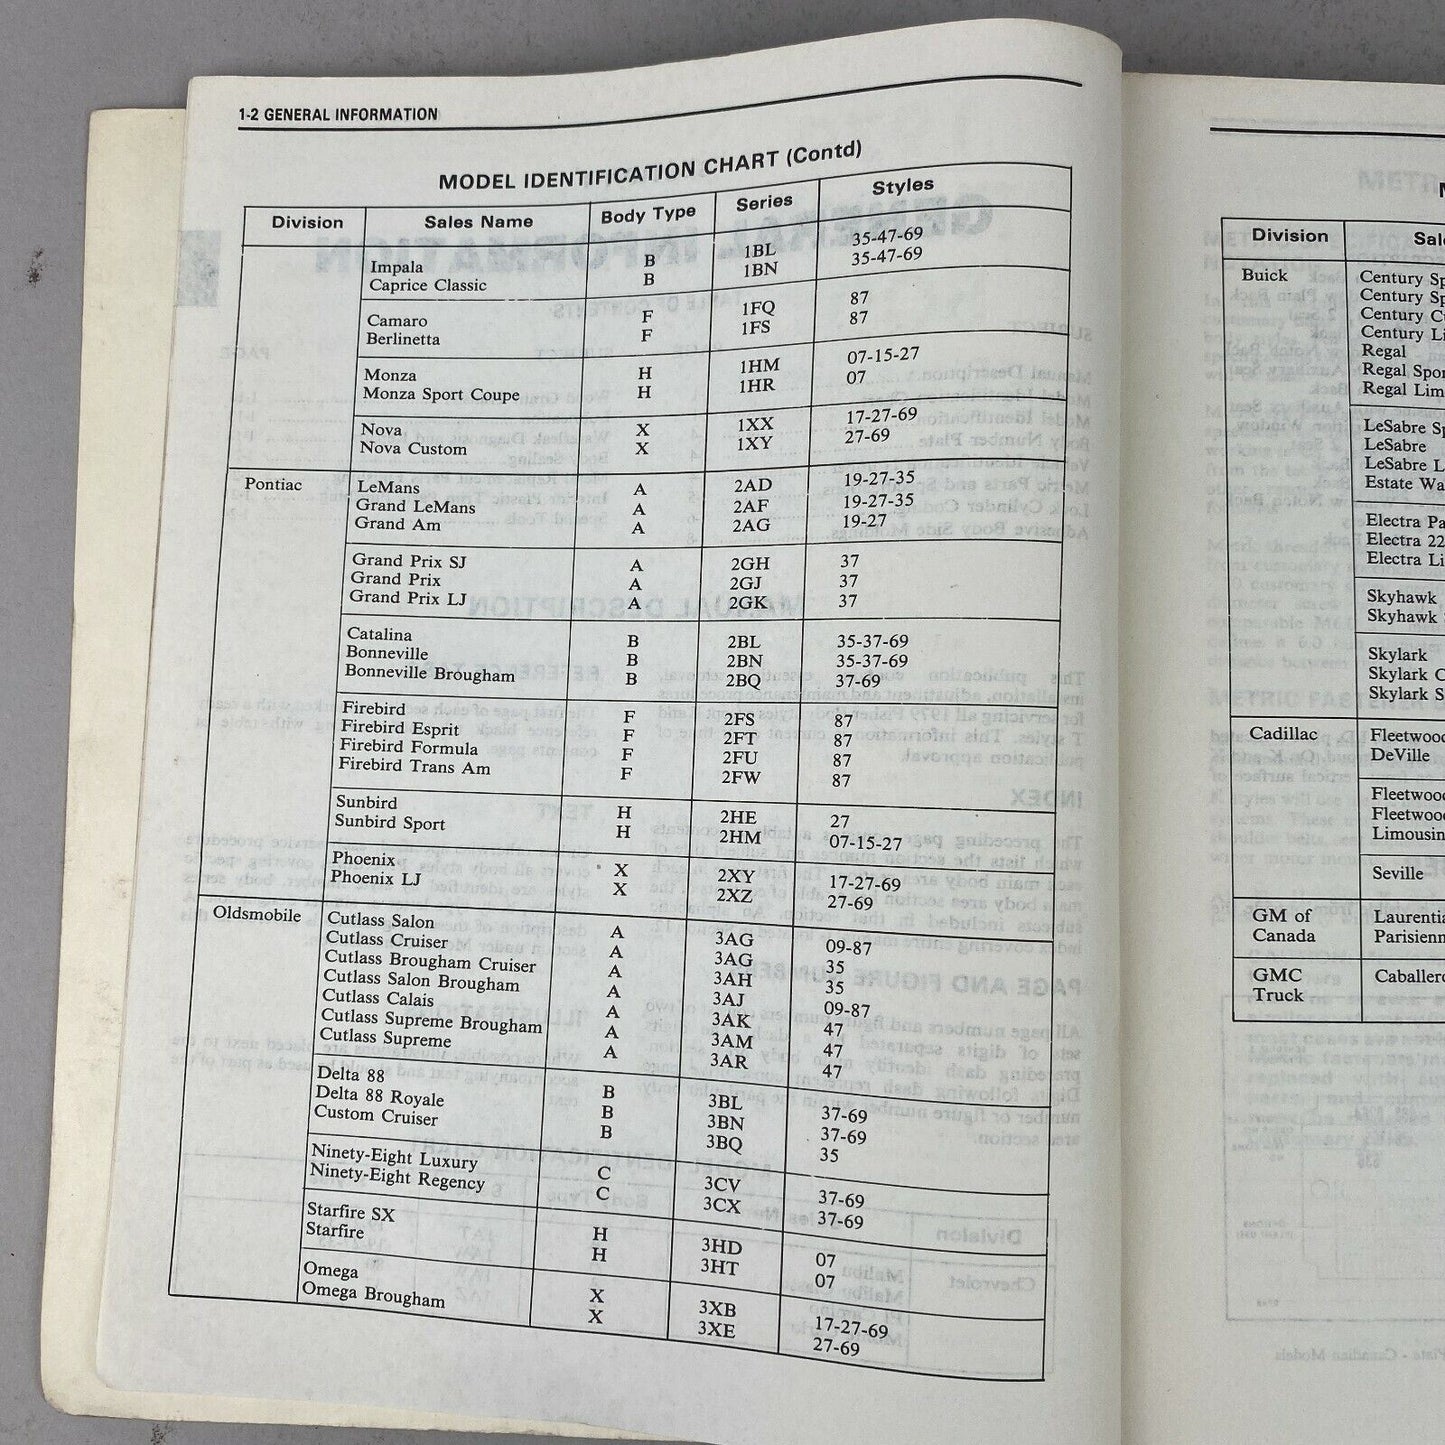 1-2 GENERAL INFORMATION
MODEL IDENTIFICATION CHART (Contd)
Division Sales Name Body Type Series Styles
Impala B 1BL 35-47-69
Caprice Classic B 1BN 35-47-69
Camaro F 1FQ 87
Berlinetta F 1FS 87
Monza H 1HM 07-15-27
Monza Sport Coupe H 1HR 07
Nova X 1XX 17-27-69
Nova Custom X 1XY 27-69
Pontiac LeMans A 2AD 19-27-35
Grand LeMans A 2AF 19-27-35
Grand Am A 2AG 19-27
Grand Prix SJ A 2GH 37
Grand Prix A 2GJ 37
Grand Prix LJ A 2GK 37
Catalina B 2BL 35-37-69
Bonneville B 2BN 35-37-69
Bonneville Brougham B 2BQ 37-69
Firebird F 2FS 87
Firebird Esprit F 2FT 87
Firebird Formula F 2FU 87
Firebird Trans Am F 2FW 87
Sunbird H 2HE 27
Sunbird Sport H 2HM 07-15-27
Phoenix X 2XY 17-27-69
Phoenix LJ X 2XZ 27-69
Oldsmobile Cutlass Salon A 3AG 09-87
Cutlass Cruiser A 3AG 35
Cutlass Brougham Cruiser A 3AH 35
Cutlass Salon Brougham A 3AJ 09-87
Cutlass Calais A 3AK 47
Cutlass Supreme Brougham A 3AM 47
Cutlass Supreme A 3AR 47
Delta 88 B 3BL 37-69
Delta 88 Royale B 3BN 37-69
Custom Cruiser B 3BQ 35
Ninety-Eight Luxury C 3CV 37-69
Ninety-Eight Regency C 3CX 37-69
Starfire SX H 3HD 07
Starfire H 3HT 07
Omega X 3XB 17-27-69
Omega Brougham X 3XE 27-69
Division
Buick
Century
Century
Century
Century
Regal
Regal
Regal
LeSabre
LeSabre
LeSabre
Estate
Electra
Electra
Electra
Skyhawk
Skyhawk
Skylark
Skylark
Skylark
Cadillac
DeVille
Seville
GM of
Canada
GMC
Truck